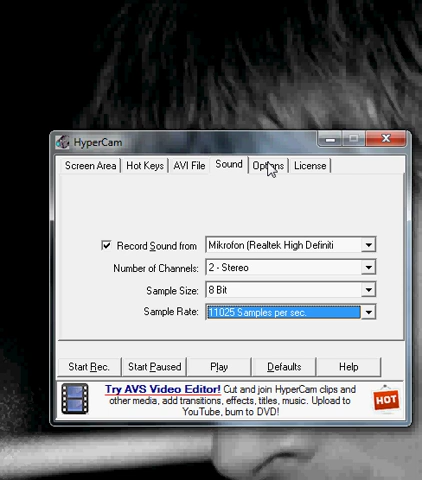 HyperCam
Screen Area Hot Keys AVI File Sound Options License
Record Sound from Mikrofon (Realtek High Definiti
Number of Channels: 2 - Stereo
Sample Size: 8 Bit
Sample Rate: 11025 Samples per sec.
Start Rec. Start Paused Play Defaults Help
Try AVS Video Editor! Cut and join HyperCam clips and
other media, add transitions, effects, titles, music. Upload to
YouTube, burn to DVD!
HOT